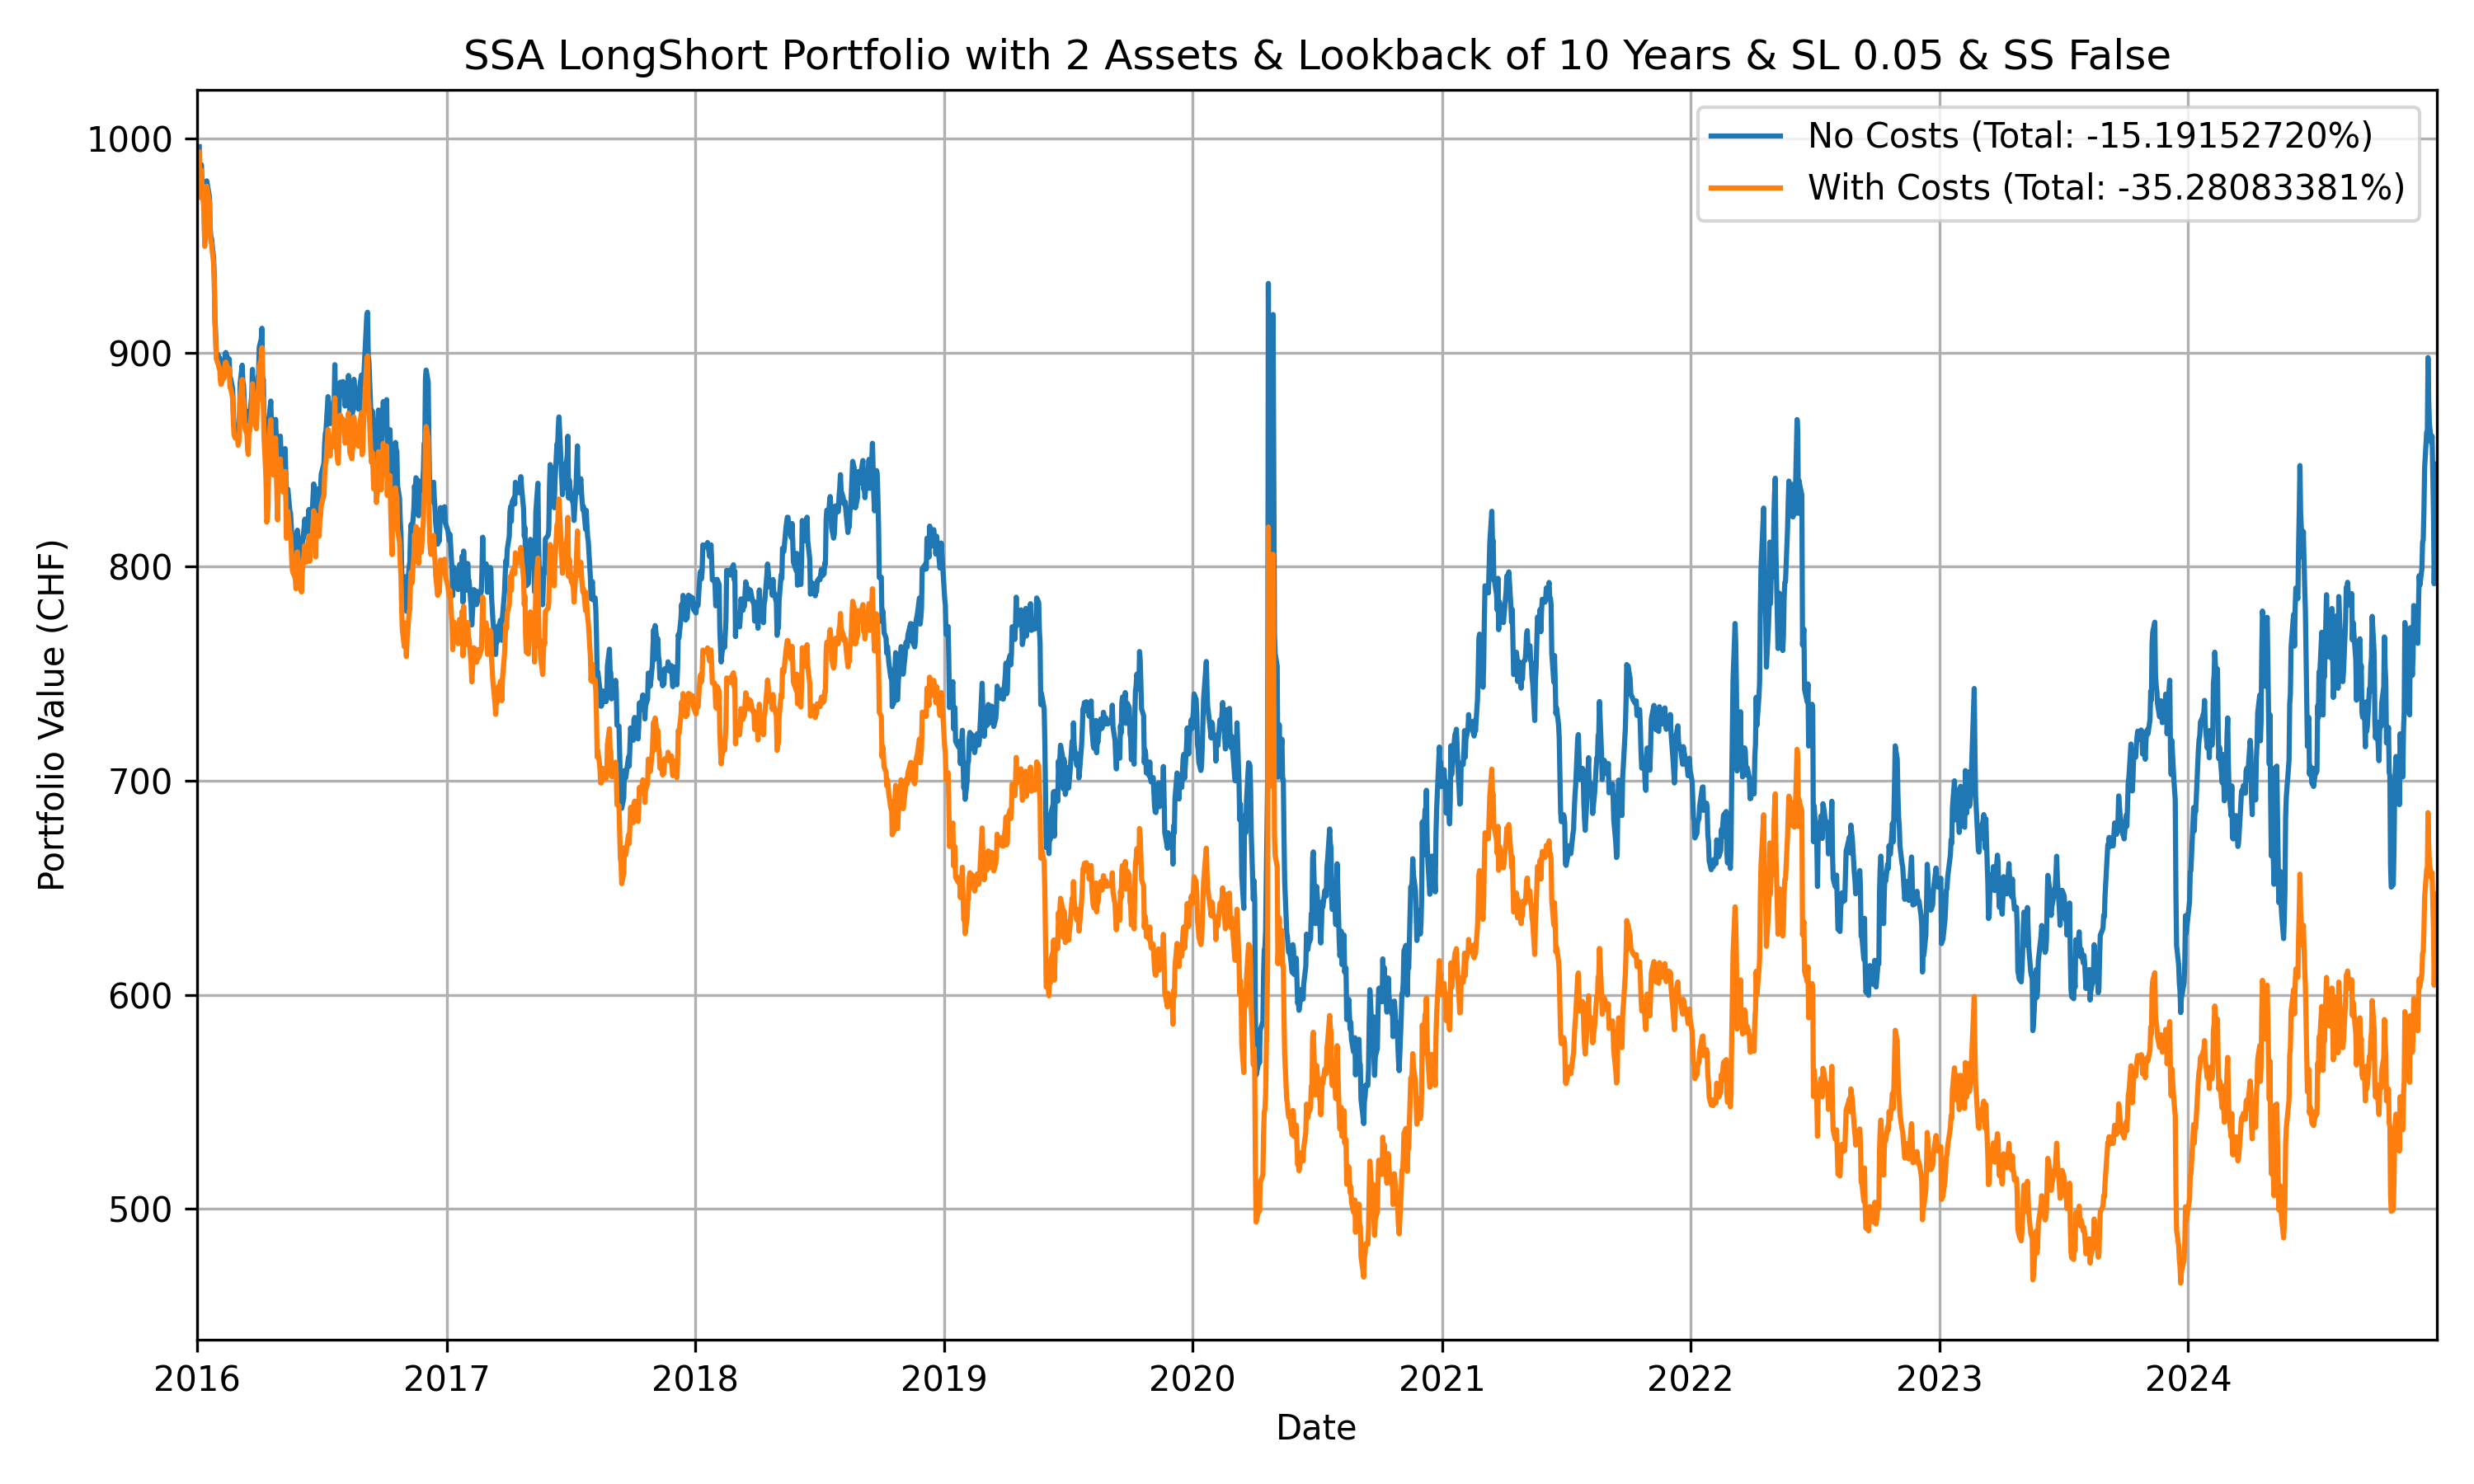 SSA LongShort Portfolio with 2 Assets & Lookback of 10 Years & SL 0.05 & SS False
No Costs (Total: -15.19152720%)
With Costs (Total: -35.28083381%)
Portfolio Value (CHF)
1000
900
800
700
600
500
2016 2017 2018 2019 2020 2021 2022 2023 2024
Date